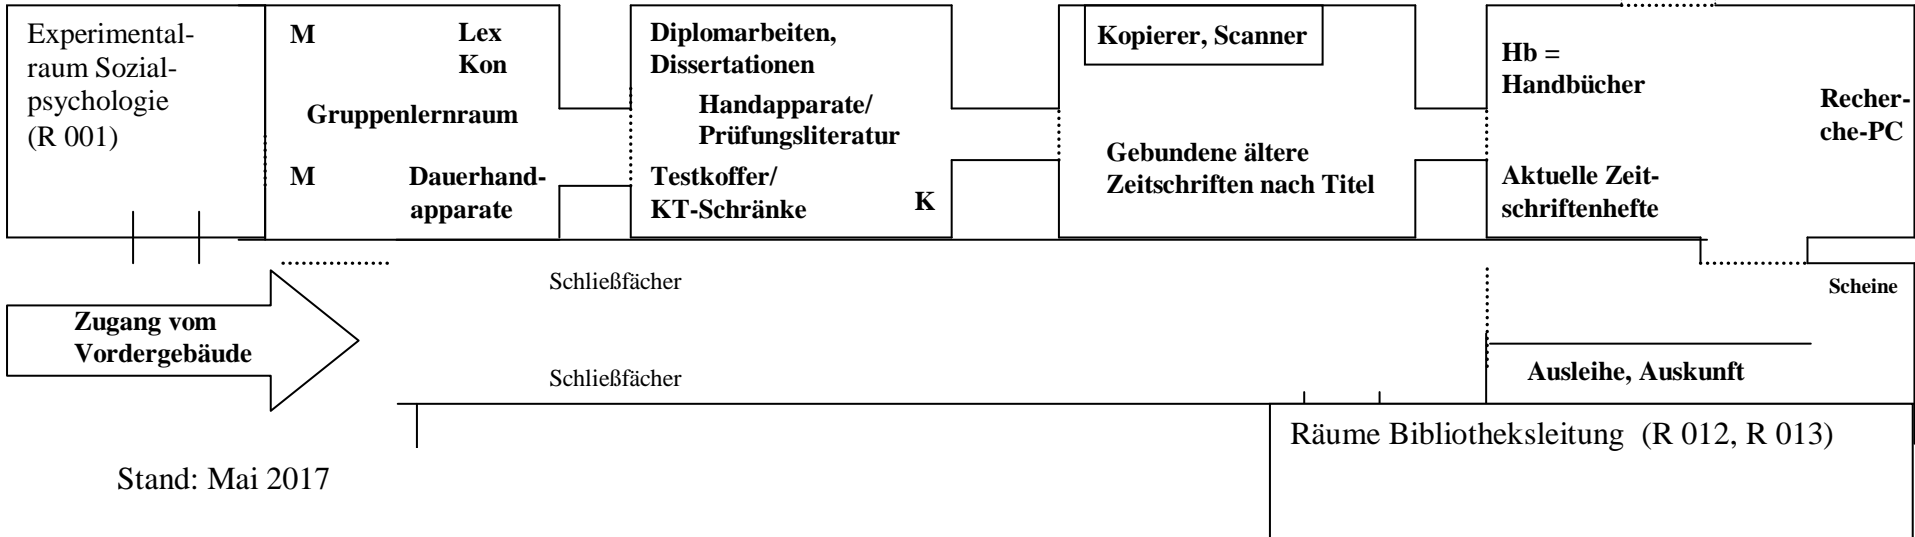 Experimental-
raum Sozial-
psychologie
(R 001)
M
Lex
Kon
Gruppenlernraum
M
Dauerhand-
apparate
Diplomarbeiten,
Dissertationen
Handapparate/
Prüfungsliteratur
Testkoffer/
KT-Schränke
K
Kopierer, Scanner
Gebundene ältere
Zeitschriften nach Titel
Hb =
Handbücher
Recher-
che-PC
Aktuelle Zeit-
schriftenhefte
Schließfächer
Scheine
Zugang vom
Vordergebäude
Schließfächer
Ausleihe, Auskunft
Räume Bibliotheksleitung (R 012, R 013)
Stand: Mai 2017